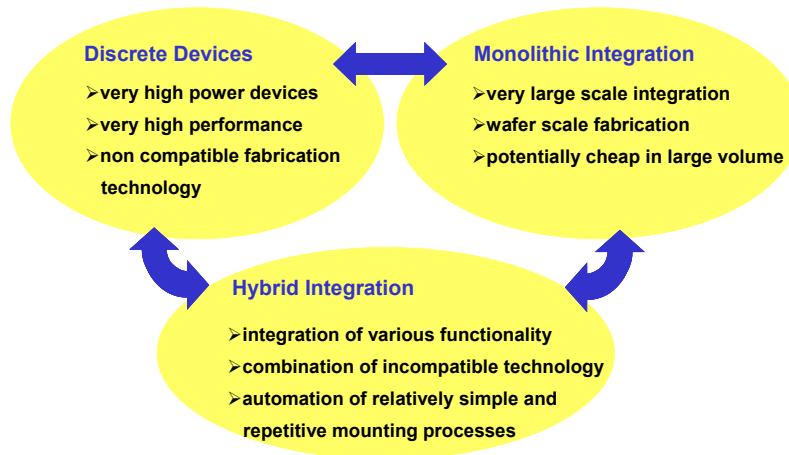 Discrete Devices
➢very high power devices
➢very high performance
➢non compatible fabrication
technology
Monolithic Integration
➢very large scale integration
➢wafer scale fabrication
➢potentially cheap in large volume
Hybrid Integration
➢integration of various functionality
➢combination of incompatible technology
➢automation of relatively simple and
repetitive mounting processes